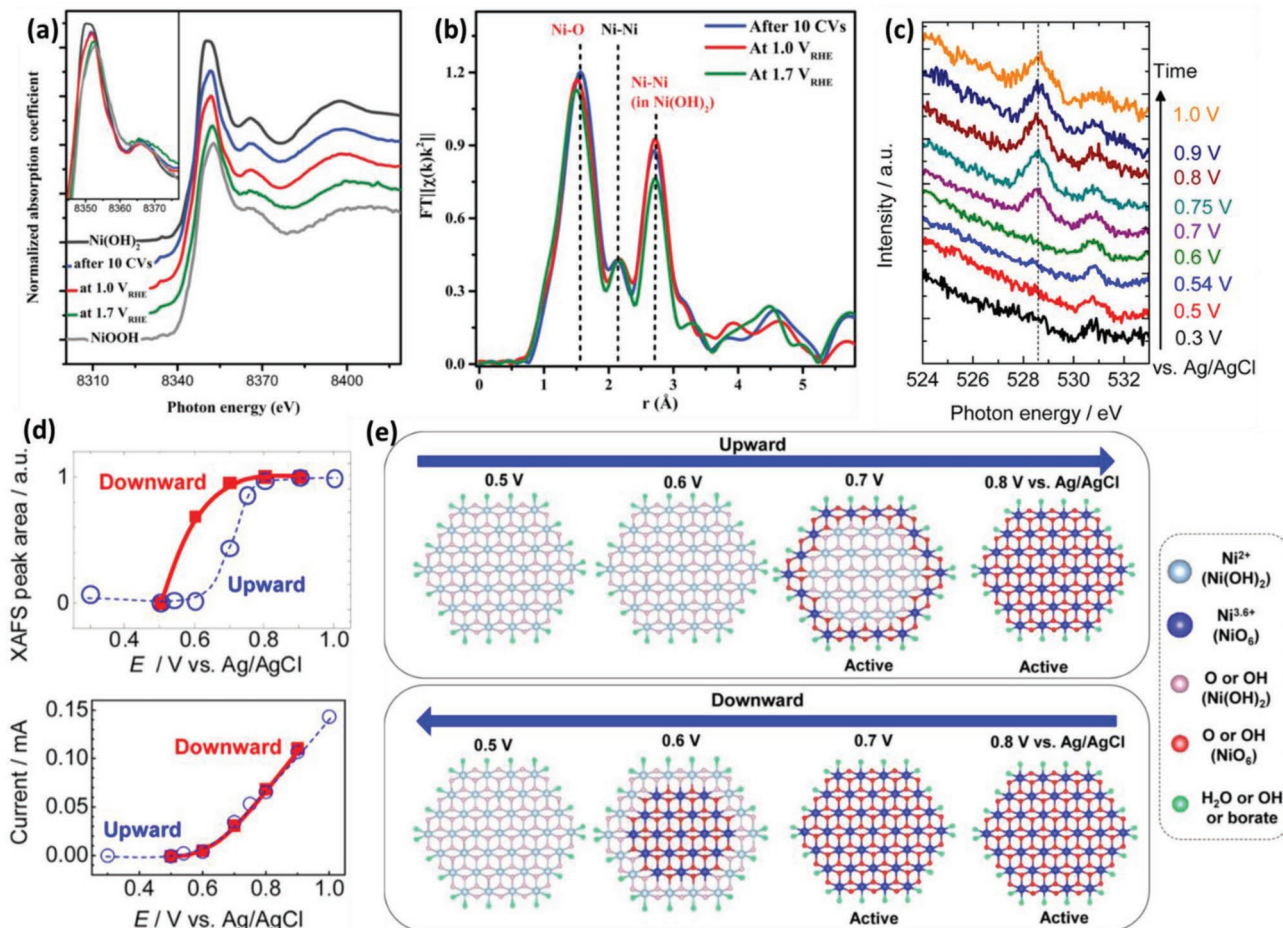 (a)
Normalized absorption coefficient
8350 8360 8370
Ni(OH)₂
after 10 CVs
at 1.0 V_RHE
at 1.7 V_RHE
NiOOH
8310 8340 8370 8400
Photon energy (eV)
(b)
FT[|χ(k)k²|]
Ni-O
Ni-Ni
Ni-Ni
(in Ni(OH)₂)
After 10 CVs
At 1.0 V_RHE
At 1.7 V_RHE
1.2
0.9
0.6
0.3
0.0
0 1 2 3 4 5
r (Å)
(c)
Intensity / a.u.
Time
1.0 V
0.9 V
0.8 V
0.75 V
0.7 V
0.6 V
0.54 V
0.5 V
0.3 V
vs. Ag/AgCl
524 526 528 530 532
Photon energy / eV
(d)
XAFS peak area / a.u.
1
0
Downward
Upward
0.4 0.6 0.8 1.0
E / V vs. Ag/AgCl
Current / mA
0.15
0.10
0.05
0.00
Downward
Upward
0.4 0.6 0.8 1.0
E / V vs. Ag/AgCl
(e)
Upward
0.5 V 0.6 V 0.7 V 0.8 V vs. Ag/AgCl
Active Active
Downward
0.5 V 0.6 V 0.7 V 0.8 V vs. Ag/AgCl
Active Active
Ni²⁺
(Ni(OH)₂)
Ni³·⁶⁺
(NiO₆)
O or OH
(Ni(OH)₂)
O or OH
(NiO₆)
H₂O or OH
or borate